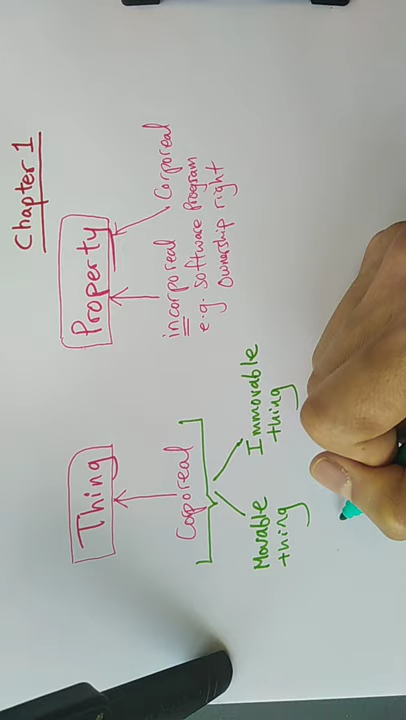 Chapter 1
Thing
Property
Corporeal
incorporeal
e.g. Software Program
Ownership right
Corporeal
Movable
thing
Immovable
thing